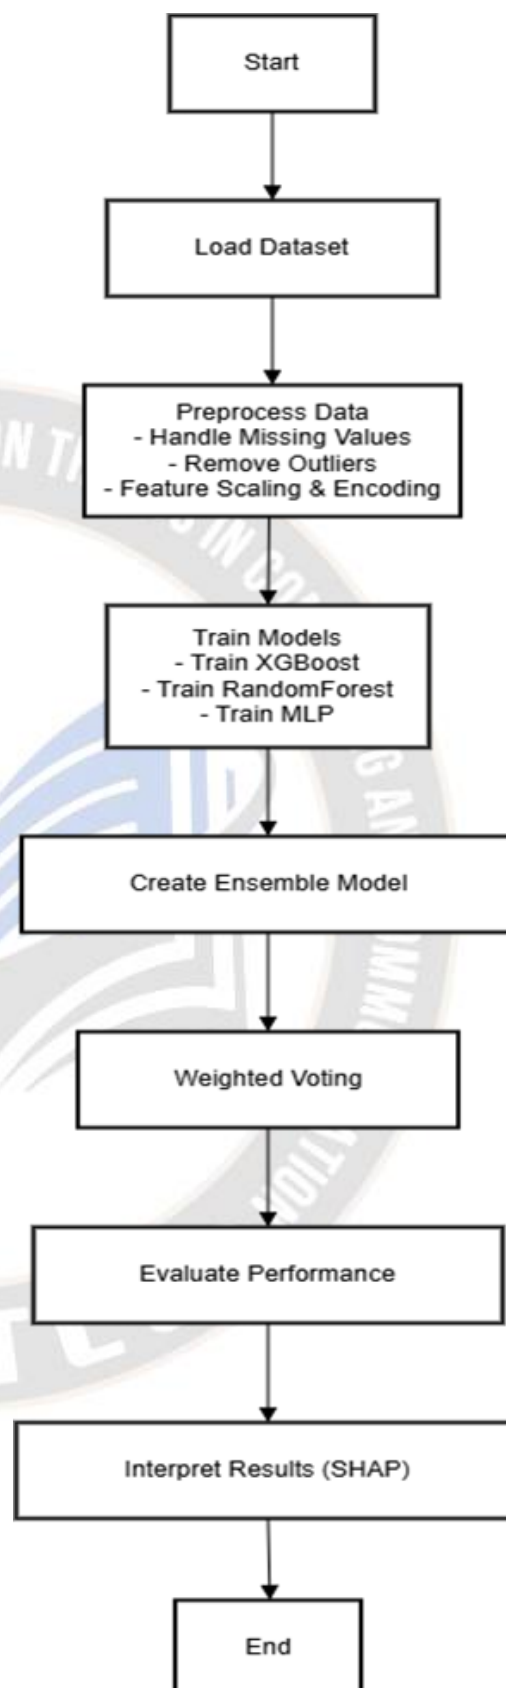 Start
Load Dataset
Preprocess Data
- Handle Missing Values
- Remove Outliers
- Feature Scaling & Encoding
Train Models
- Train XGBoost
- Train RandomForest
- Train MLP
Create Ensemble Model
Weighted Voting
Evaluate Performance
Interpret Results (SHAP)
End